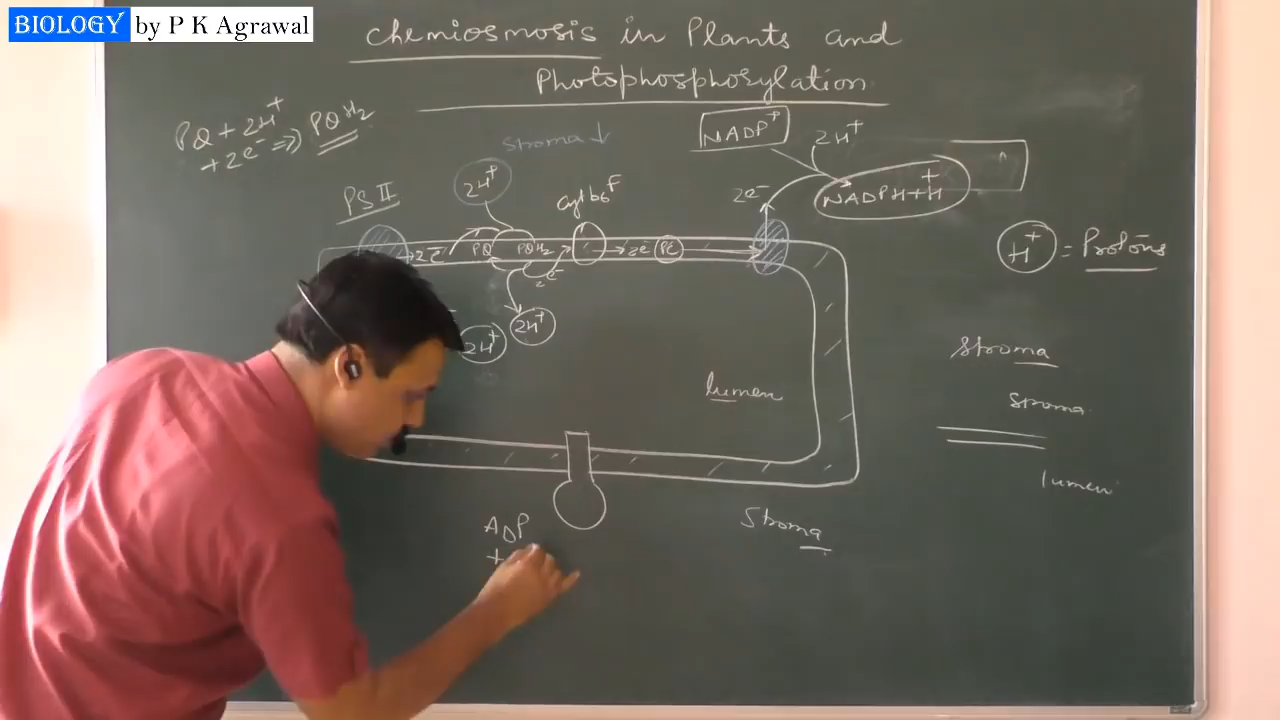 BIOLOGY by P K Agrawal
Chemiosmosis in Plants and
Photophosphorylation
PQ + 2H+
+ 2e- => PQH2
Stroma ↓
NADP+
2H+
PS II
2H+
Cyt b6 F
2e-
NADPH+H+
H+ = Protons
2e-
PQ
PQH2
2e-
PC
2e-
2H+
2H+
Stroma
lumen
Stroma
lumen
ADP
+
Stroma